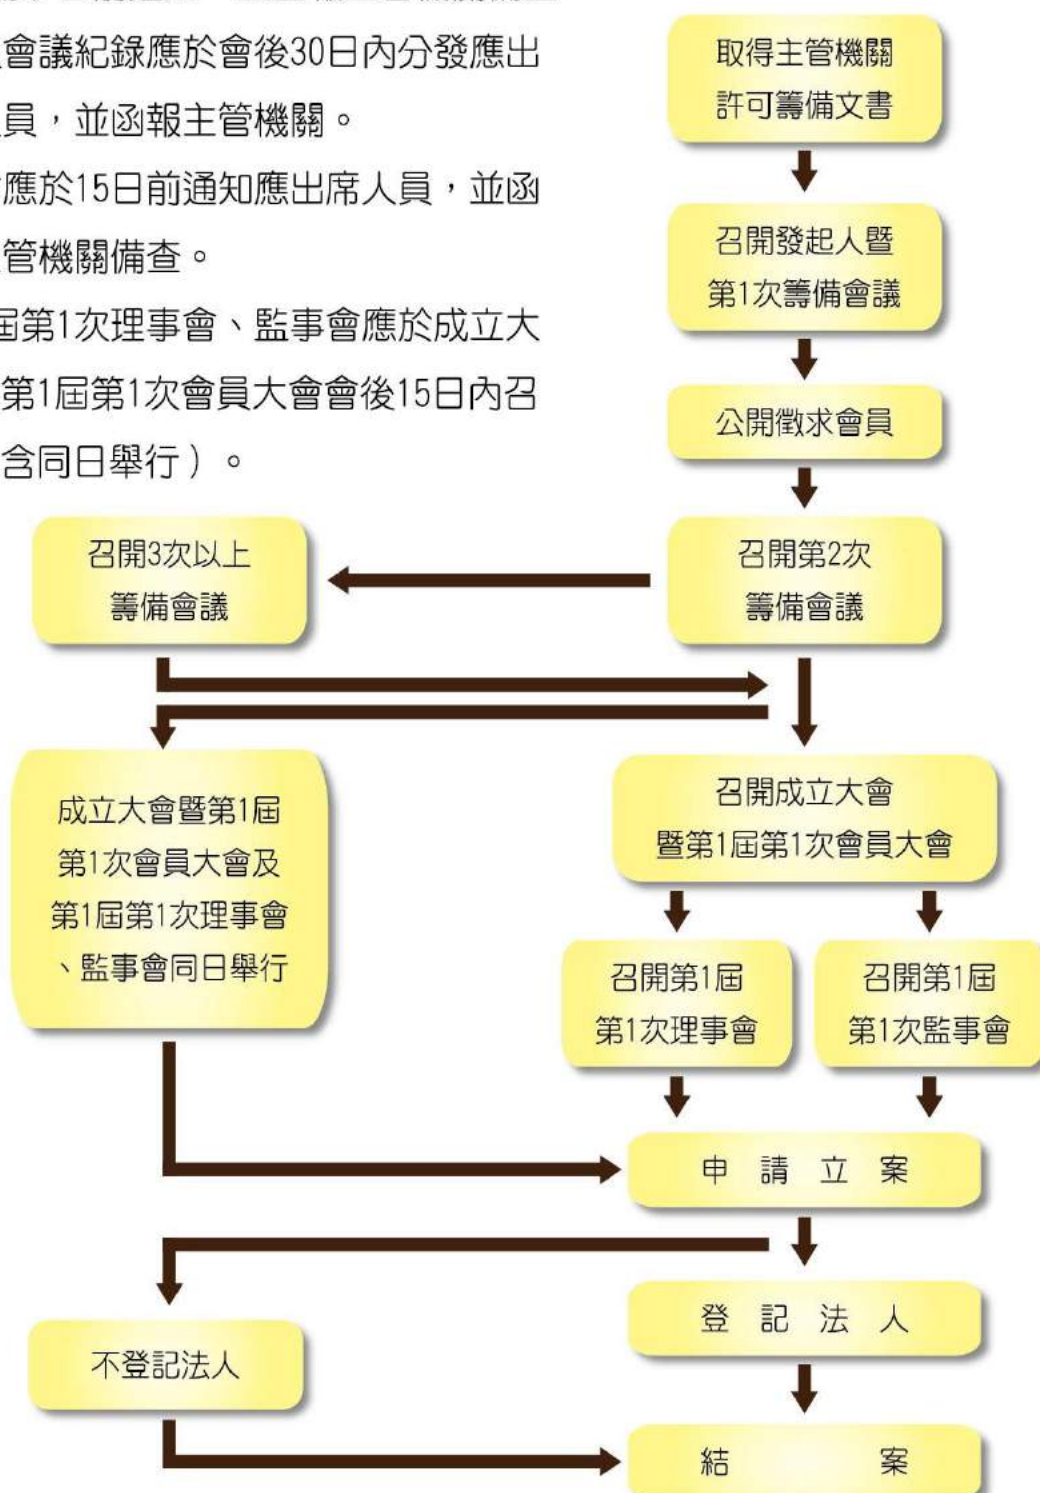 會議紀錄應於會後30日內分發應出
員，並函報主管機關。
應於15日前通知應出席人員，並函
管機關備查。
屆第1次理事會、監事會應於成立大
第1屆第1次會員大會會後15日內召
含同日舉行）。
取得主管機關
許可籌備文書
召開發起人暨
第1次籌備會議
公開徵求會員
召開第2次
籌備會議
召開3次以上
籌備會議
成立大會暨第1屆
第1次會員大會及
第1屆第1次理事會
、監事會同日舉行
召開成立大會
暨第1屆第1次會員大會
召開第1屆
第1次理事會
召開第1屆
第1次監事會
申請立案
登記法人
不登記法人
結案